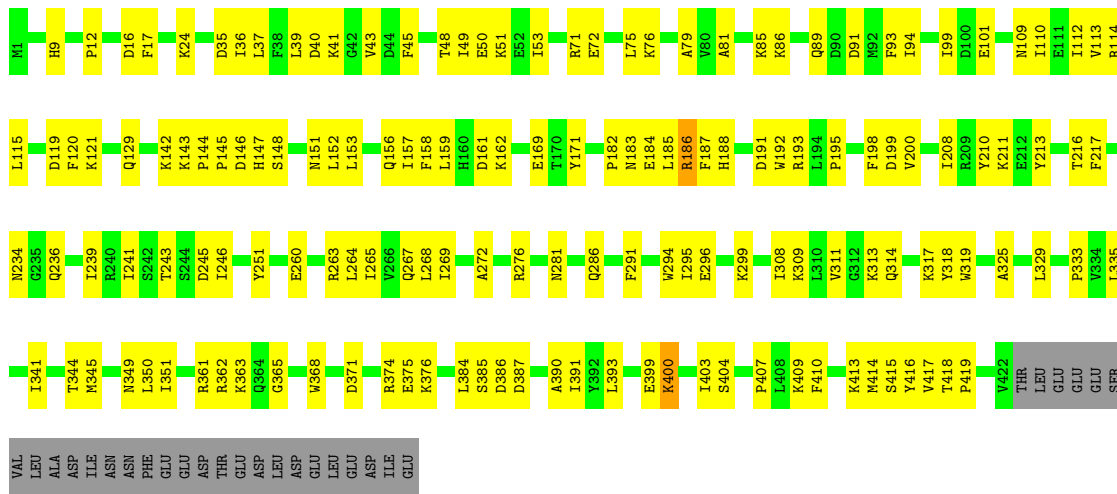 M1 H9 P12 D16 F17 K24 D35 I36 L37 F38 L39 D40 K41 G42 V43 D44 F45 T48 I49 E50 K51 E52 I53 R71 E72 L75 K76 A79 V80 A81 K85 K86 Q89 D90 D91 M92 F93 I94 I99 D100 E101 N109 I110 E111 I112 V113 R114
L115 D119 F120 K121 Q129 K142 K143 P144 P145 D146 H147 S148 N151 L152 L153 Q156 I157 F158 L159 H160 D161 K162 E169 T170 Y171 P182 N183 E184 L185 R186 F187 H188 D191 W192 R193 L194 P195 F198 D199 V200 I208 R209 Y210 K211 E212 Y213 T216 F217
N234 G235 Q236 I239 R240 I241 S242 T243 S244 D245 I246 Y251 E260 R263 L264 I265 V266 Q267 L268 I269 A272 R276 N281 Q286 F291 W294 I295 E296 K299 I308 K309 L310 V311 G312 K313 Q314 K317 Y318 W319 A325 L329 P333 V334 L335
I341 T344 M345 N349 L350 I351 R361 R362 K363 Q364 G365 W368 D371 R374 E375 K376 L384 S385 D386 D387 A390 I391 Y392 L393 E399 K400 I403 S404 P407 L408 K409 F410 K413 M414 S415 Y416 V417 T418 P419 V422 THR LEU GLU GLU GLU SER
VAL LEU ALA ASP ILE ASN ASN PHE GLU GLU ASP THR GLU ASP LEU ASP GLU LEU GLU ASP ILE GLU